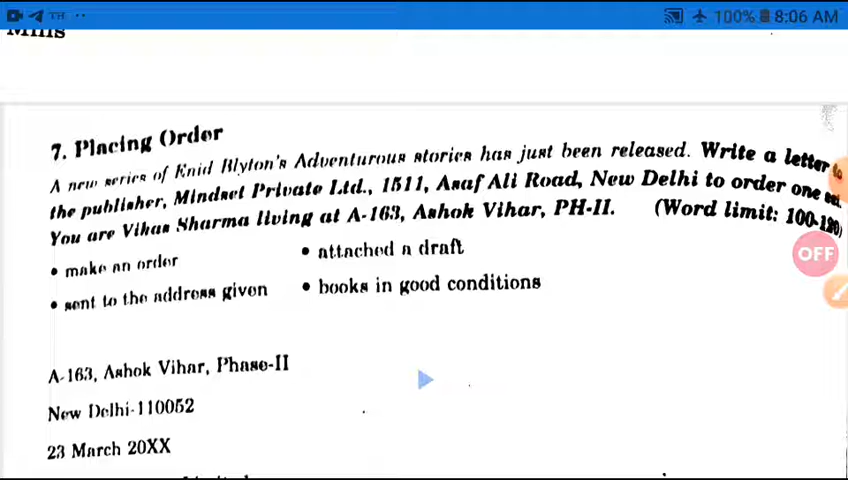 TH
100% 8:06 AM
Mills
7. Placing Order
A new series of Enid Blyton's Adventurous stories has just been released. Write a letter to
the publisher, Mindset Private Ltd., 1511, Asaf Ali Road, New Delhi to order one set.
You are Vihas Sharma living at A-163, Ashok Vihar, PH-II. (Word limit: 100-120)
• make an order
• attached a draft
• sent to the address given
• books in good conditions
OFF
A-163, Ashok Vihar, Phase-II
New Delhi-110052
23 March 20XX